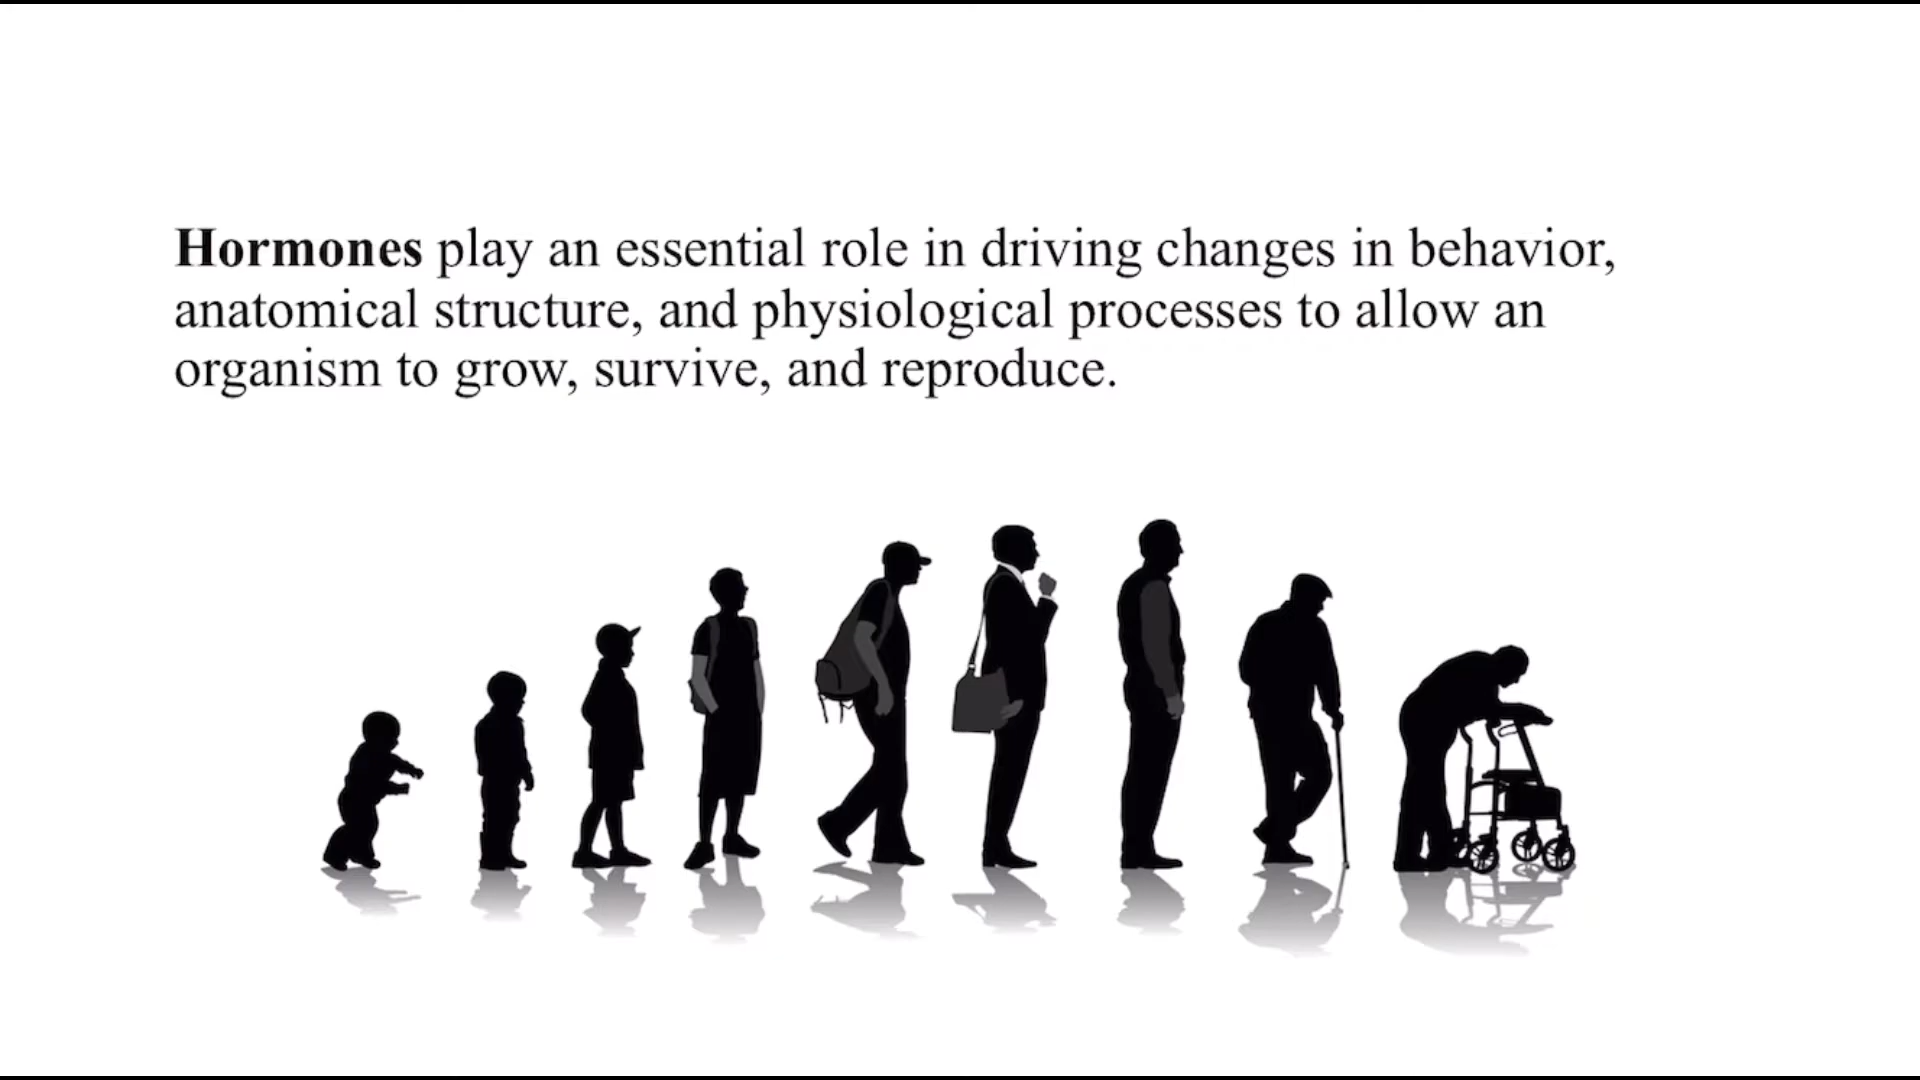 Hormones play an essential role in driving changes in behavior,
anatomical structure, and physiological processes to allow an
organism to grow, survive, and reproduce.